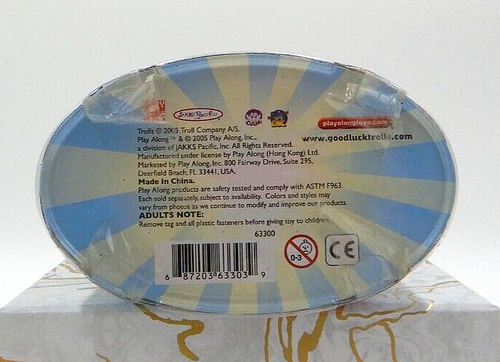 JAKKS Pacific
playalongtoys.com
www.goodlucktrolls.com
Trolls © 2005 Troll Company A/S.
Play Along™ & © 2005 Play Along, Inc.,
a division of JAKKS Pacific, Inc. All Rights Reserved.
Manufactured under license by Play Along (Hong Kong) Ltd.
Marketed by Play Along, Inc. 800 Fairway Drive, Suite 295,
Deerfield Beach, FL 33441, USA.
Made In China.
Play Along products are safety tested and comply with ASTM F963.
Each sold separately, subject to availability. Colors and styles may
vary from photos as we continue to modify and improve our products.
ADULTS NOTE:
Remove tag and all plastic fasteners before giving toy to children
63300
6 87203 63303 9
0-3
CE